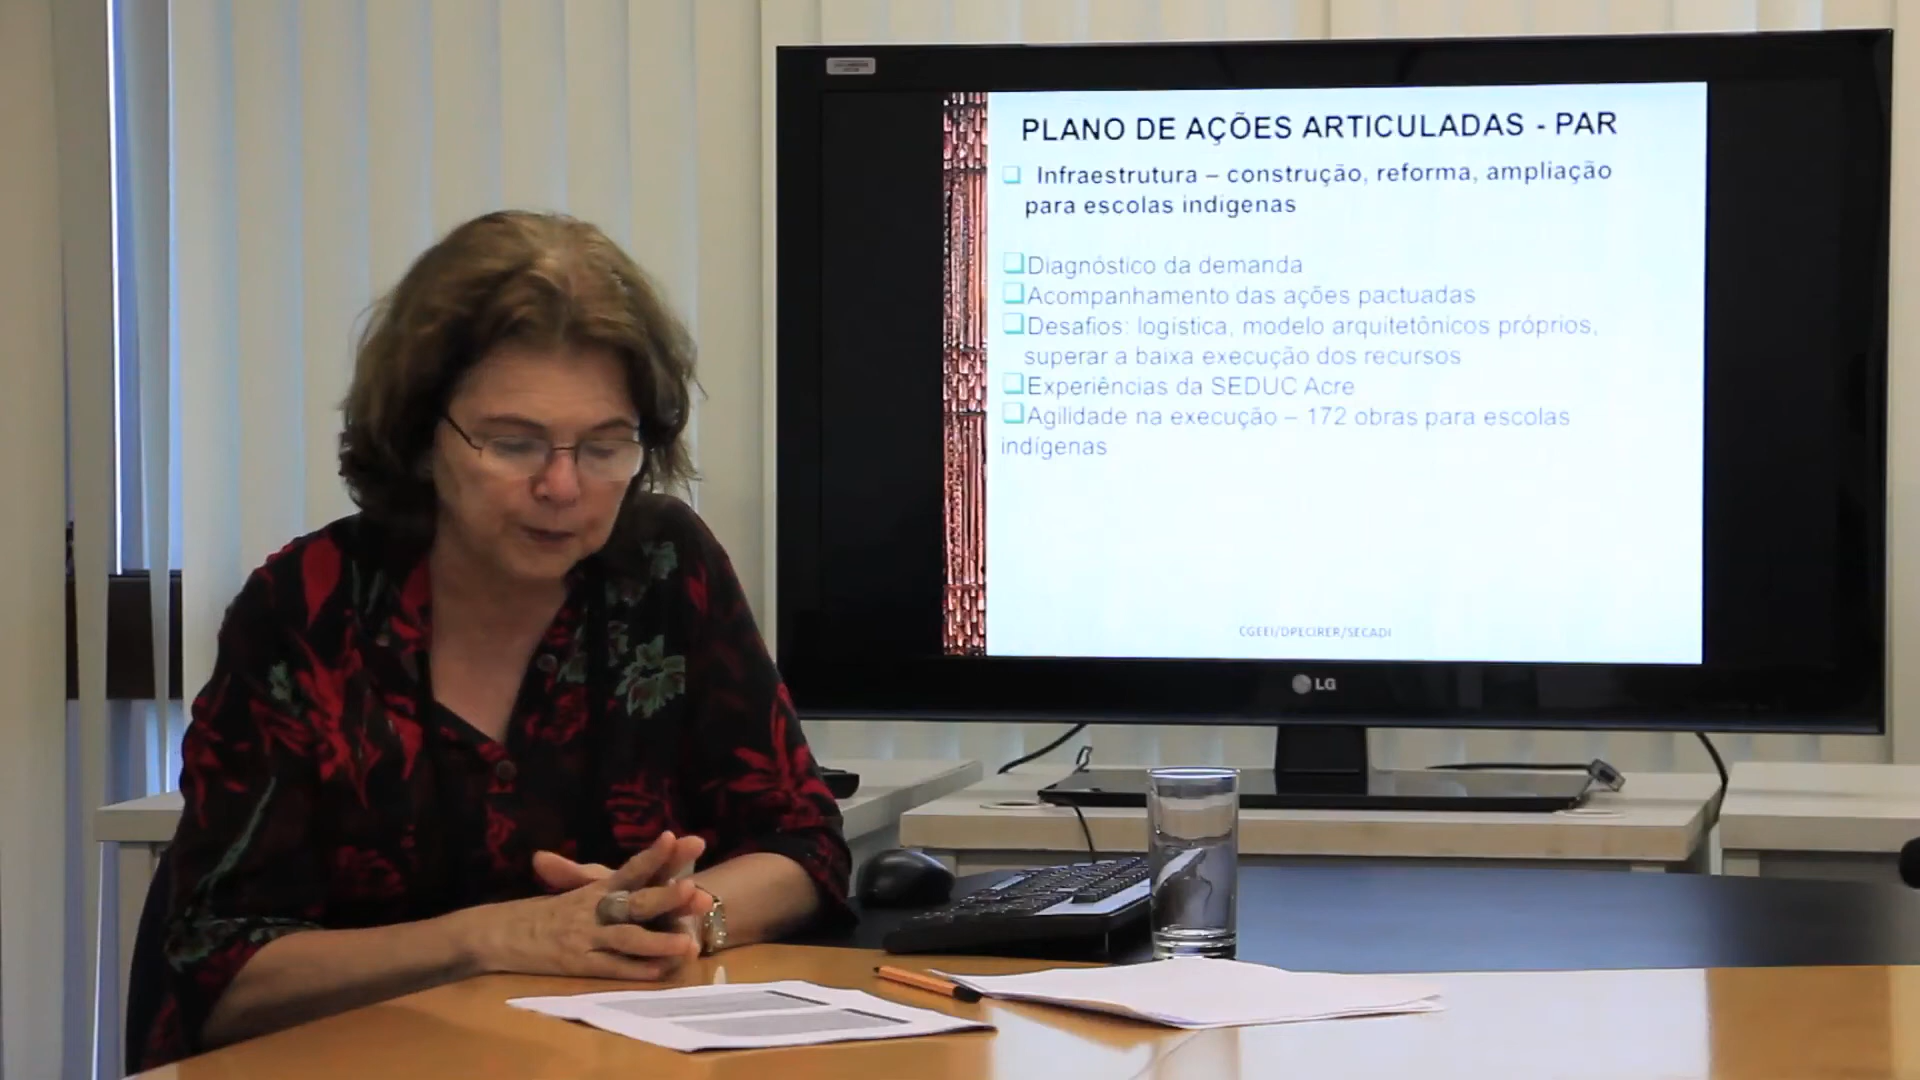 PLANO DE AÇÕES ARTICULADAS - PAR
Infraestrutura – construção, reforma, ampliação
para escolas indígenas
Diagnóstico da demanda
Acompanhamento das ações pactuadas
Desafios: logística, modelo arquitetônicos próprios,
superar a baixa execução dos recursos
Experiências da SEDUC Acre
Agilidade na execução – 172 obras para escolas
indígenas
CGEEI/DPECIRER/SECADI
LG